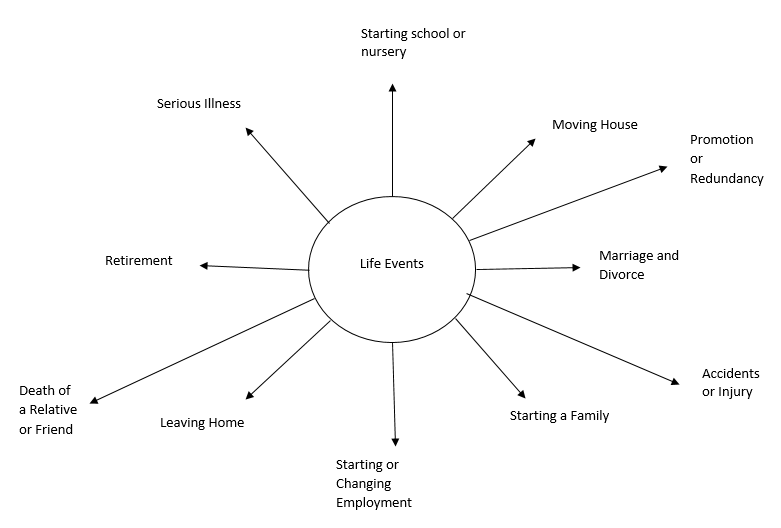 Starting school or
nursery
Serious Illness
Moving House
Promotion
or
Redundancy
Retirement
Life Events
Marriage and
Divorce
Death of
a Relative
or Friend
Leaving Home
Starting or
Changing
Employment
Starting a Family
Accidents
or Injury